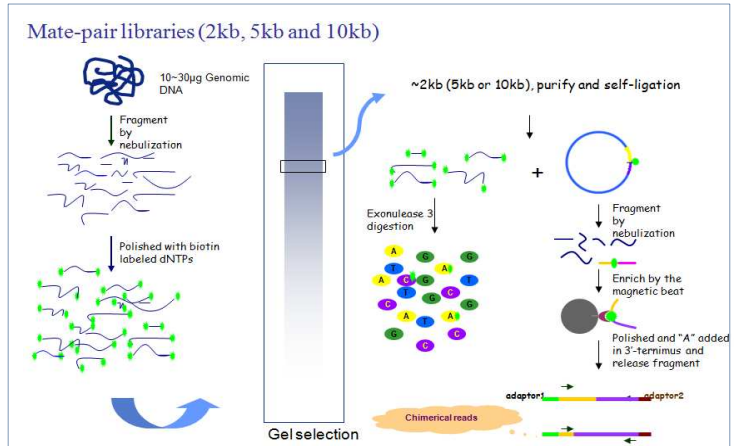 Mate-pair libraries (2kb, 5kb and 10kb)
10~30µg Genomic
DNA
Fragment
by
nebulization
Polished with biotin
labeled dNTPs
Gel selection
~2kb (5kb or 10kb), purify and self-ligation
+
Exonulease 3
digestion
A G G
T A
A C G T
T C
C G G
A T A
G C
C
Fragment
by
nebulization
Enrich by the
magnetic beat
Polished and "A" added
in 3'-ternimus and
release fragment
adaptor1
adaptor2
Chimerical reads